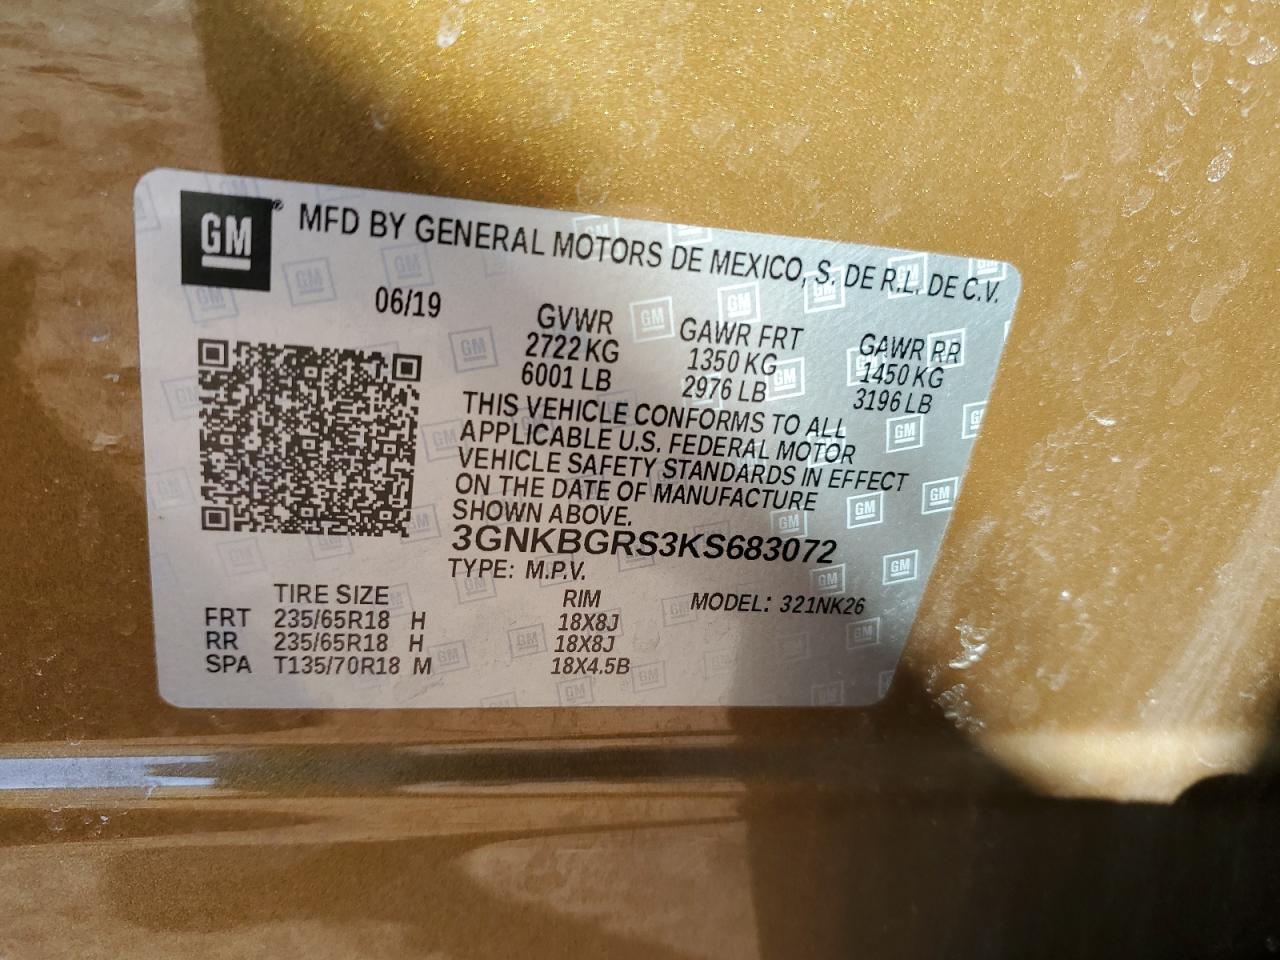 GM® MFD BY GENERAL MOTORS DE MEXICO, S. DE R.L. DE C.V.
06/19
GVWR GAWR FRT GAWR RR
2722 KG 1350 KG 1450 KG
6001 LB 2976 LB 3196 LB
THIS VEHICLE CONFORMS TO ALL
APPLICABLE U.S. FEDERAL MOTOR
VEHICLE SAFETY STANDARDS IN EFFECT
ON THE DATE OF MANUFACTURE
SHOWN ABOVE.
3GNKBGRS3KS683072
TYPE: M.P.V.
TIRE SIZE RIM MODEL: 321NK26
FRT 235/65R18 H 18X8J
RR 235/65R18 H 18X8J
SPA T135/70R18 M 18X4.5B